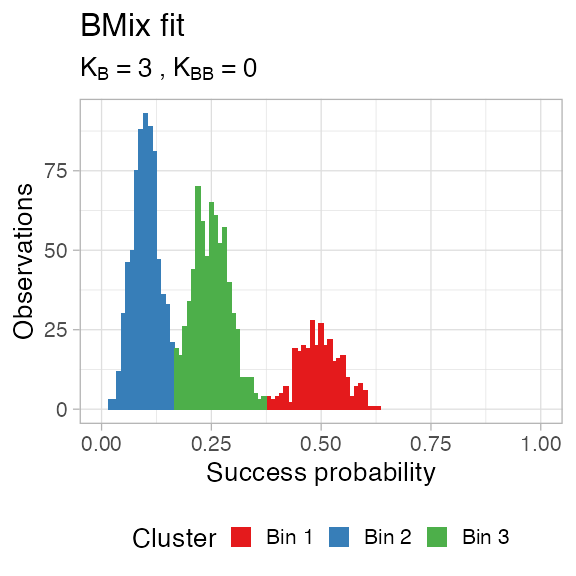 BMix fit
K_B = 3 , K_BB = 0
Observations
75
50
25
0
0.00 0.25 0.50 0.75 1.00
Success probability
Cluster Bin 1 Bin 2 Bin 3